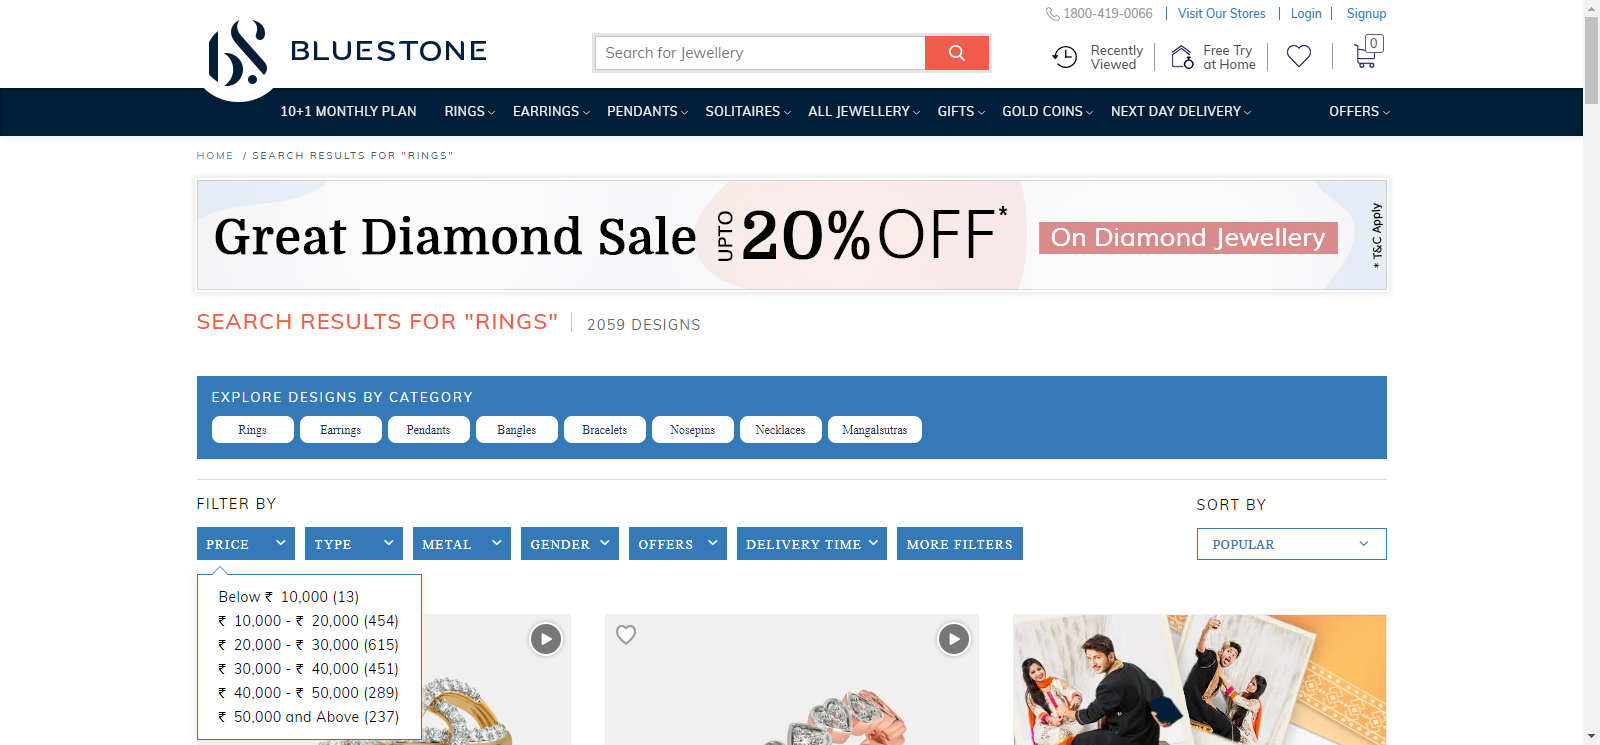 1800-419-0066 Visit Our Stores Login Signup
BLUESTONE
Search for Jewellery
Recently
Viewed
Free Try
at Home
0
10+1 MONTHLY PLAN RINGS EARRINGS PENDANTS SOLITAIRES ALL JEWELLERY GIFTS GOLD COINS NEXT DAY DELIVERY OFFERS
HOME / SEARCH RESULTS FOR "RINGS"
Great Diamond Sale UPTO 20% OFF* On Diamond Jewellery * T&C Apply
SEARCH RESULTS FOR "RINGS" 2059 DESIGNS
EXPLORE DESIGNS BY CATEGORY
Rings Earrings Pendants Bangles Bracelets Nosepins Necklaces Mangalsutras
FILTER BY
SORT BY
PRICE TYPE METAL GENDER OFFERS DELIVERY TIME MORE FILTERS
POPULAR
Below ₹ 10,000 (13)
₹ 10,000 - ₹ 20,000 (454)
₹ 20,000 - ₹ 30,000 (615)
₹ 30,000 - ₹ 40,000 (451)
₹ 40,000 - ₹ 50,000 (289)
₹ 50,000 and Above (237)